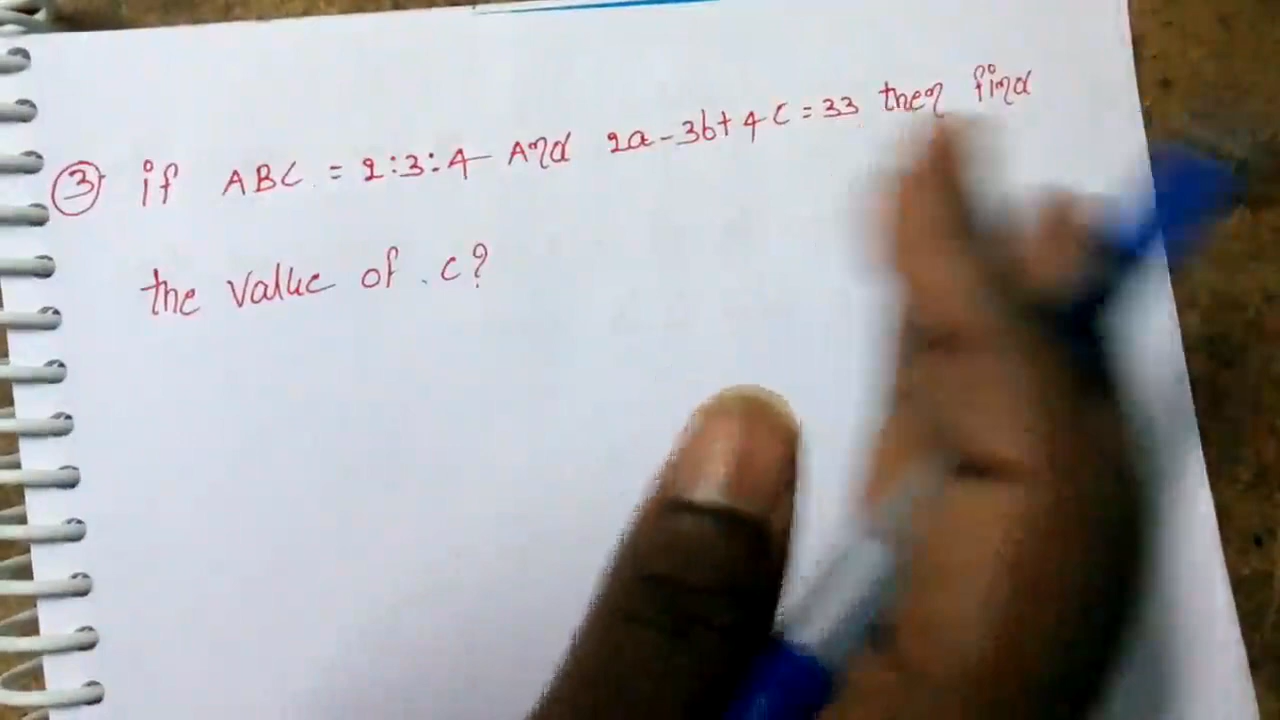 ③ if ABC = 2:3:4 And 2a-3b+4c=33 then find
the value of .c?